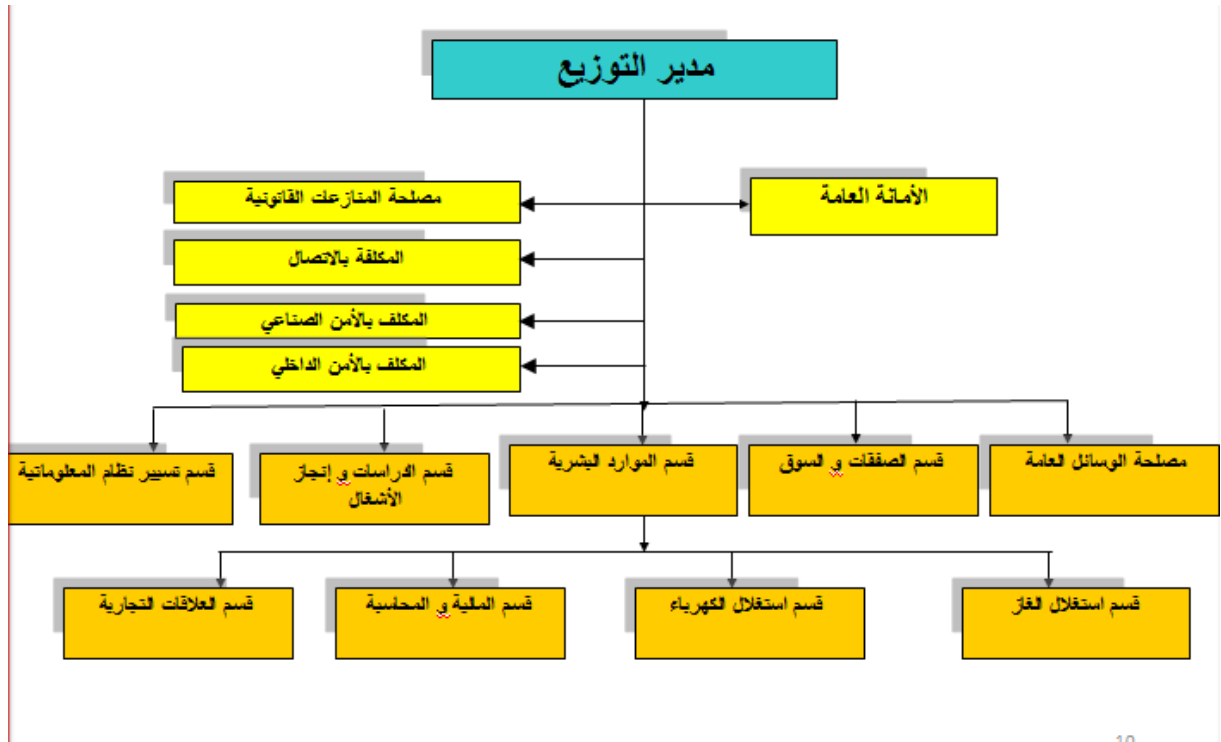 مدير التوزيع
الأمانة العامة
مصلحة المنازعات القانونية
المكلفة بالاتصال
المكلف بالأمن الصناعي
المكلف بالأمن الداخلي
مصلحة الوسائل العامة
قسم الصفقات و السوق
قسم الموارد البشرية
قسم الدراسات و إنجاز
الأشغال
قسم تسيير نظام المعلوماتية
قسم استغلال الغاز
قسم استغلال الكهرباء
قسم المالية و المحاسبة
قسم العلاقات التجارية